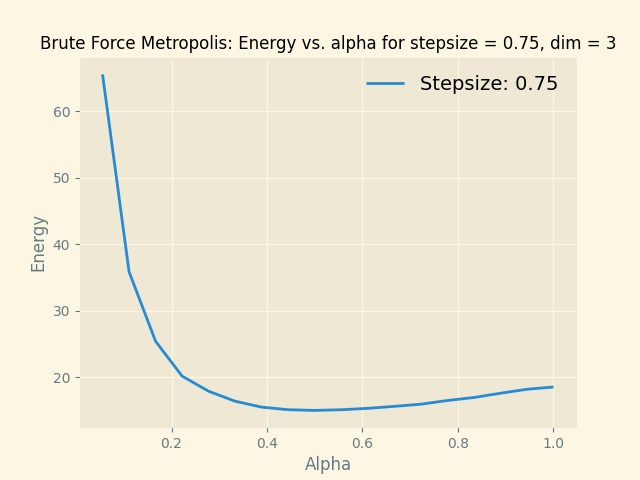 Brute Force Metropolis: Energy vs. alpha for stepsize = 0.75, dim = 3
Stepsize: 0.75
Energy
60
50
40
30
20
0.2 0.4 0.6 0.8 1.0
Alpha